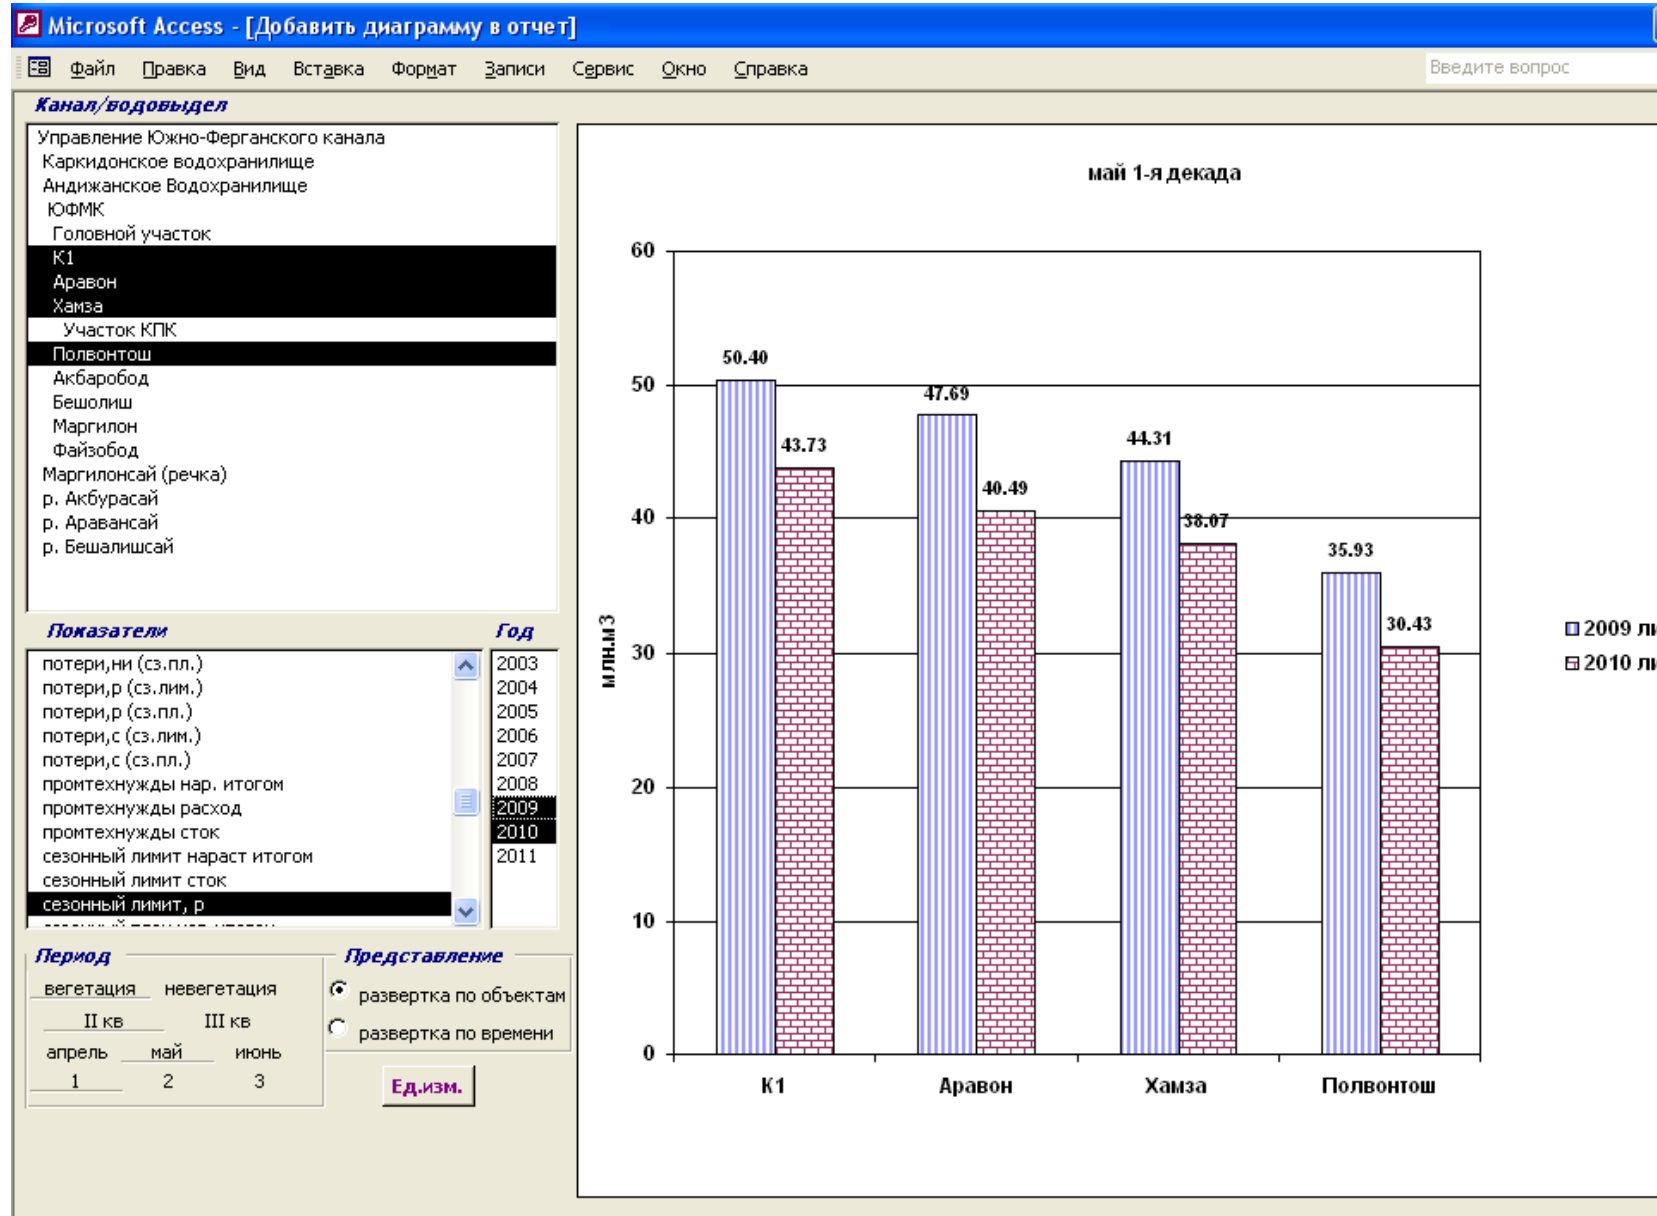 Microsoft Access - [Добавить диаграмму в отчет]
Файл Правка Вид Вставка Формат Записи Сервис Окно Справка
Введите вопрос
Канал/водовыдел
Управление Южно-Ферганского канала
Каркидонское водохранилище
Андижанское Водохранилище
ЮФМК
Головной участок
К1
Аравон
Хамза
Участок КПК
Полвонтош
Акбаробод
Бешолиш
Маргилон
Файзобод
Маргилонсай (речка)
р. Акбурасай
р. Аравансай
р. Бешалишсай
Показатели
потери,ни (сз.пл.)
потери,р (сз.лим.)
потери,р (сз.пл.)
потери,с (сз.лим.)
потери,с (сз.пл.)
промтехнужды нар. итогом
промтехнужды расход
промтехнужды сток
сезонный лимит нараст итогом
сезонный лимит сток
сезонный лимит, р
Год
2003
2004
2005
2006
2007
2008
2009
2010
2011
Период
вегетация невегетация
II кв III кв
апрель май июнь
1 2 3
Представление
развертка по объектам
развертка по времени
Ед.изм.
май 1-я декада
млн.м3
60
50
40
30
20
10
0
50.40
43.73
47.69
40.49
44.31
38.07
35.93
30.43
К1 Аравон Хамза Полвонтош
2009 ли
2010 ли